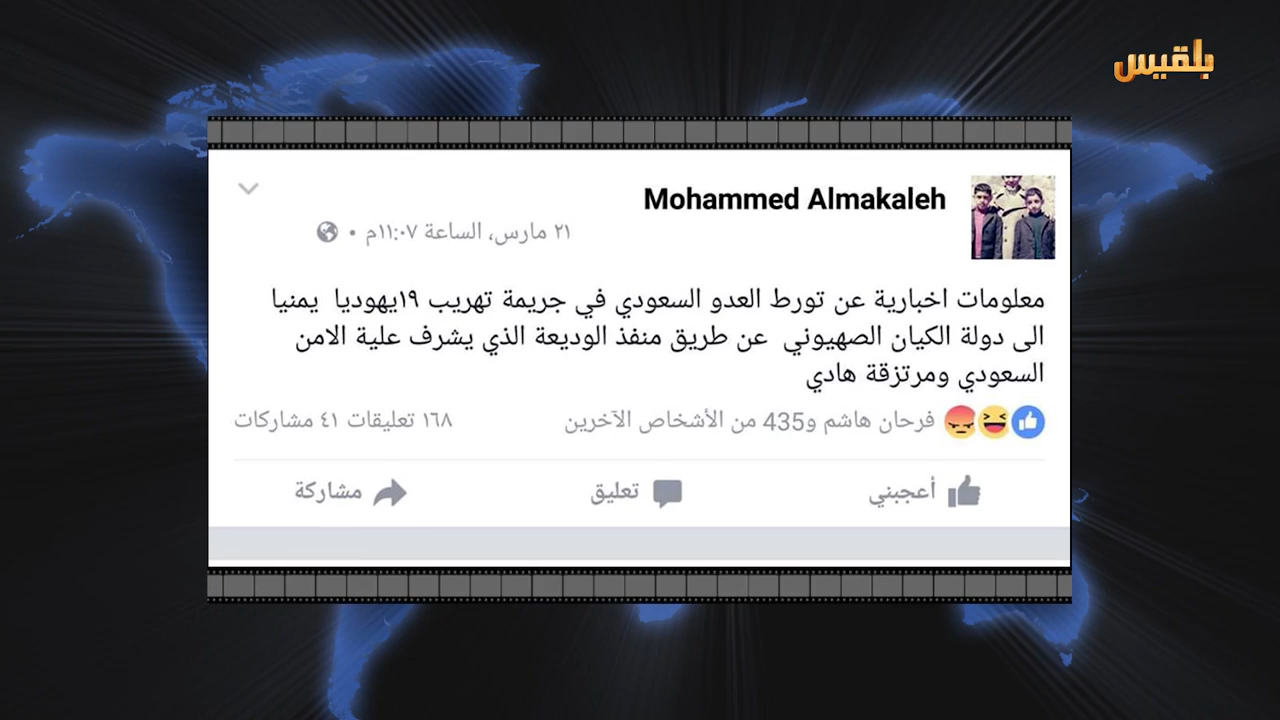 بلقيس
Mohammed Almakaleh
٢١ مارس، الساعة ١١:٠٧م •
معلومات اخبارية عن تورط العدو السعودي في جريمة تهريب ١٩يهوديا يمنيا
الى دولة الكيان الصهيوني عن طريق منفذ الوديعة الذي يشرف علية الامن
السعودي ومرتزقة هادي
فرحان هاشم و435 من الأشخاص الآخرين
١٦٨ تعليقات ٤١ مشاركات
أعجبني
تعليق
مشاركة